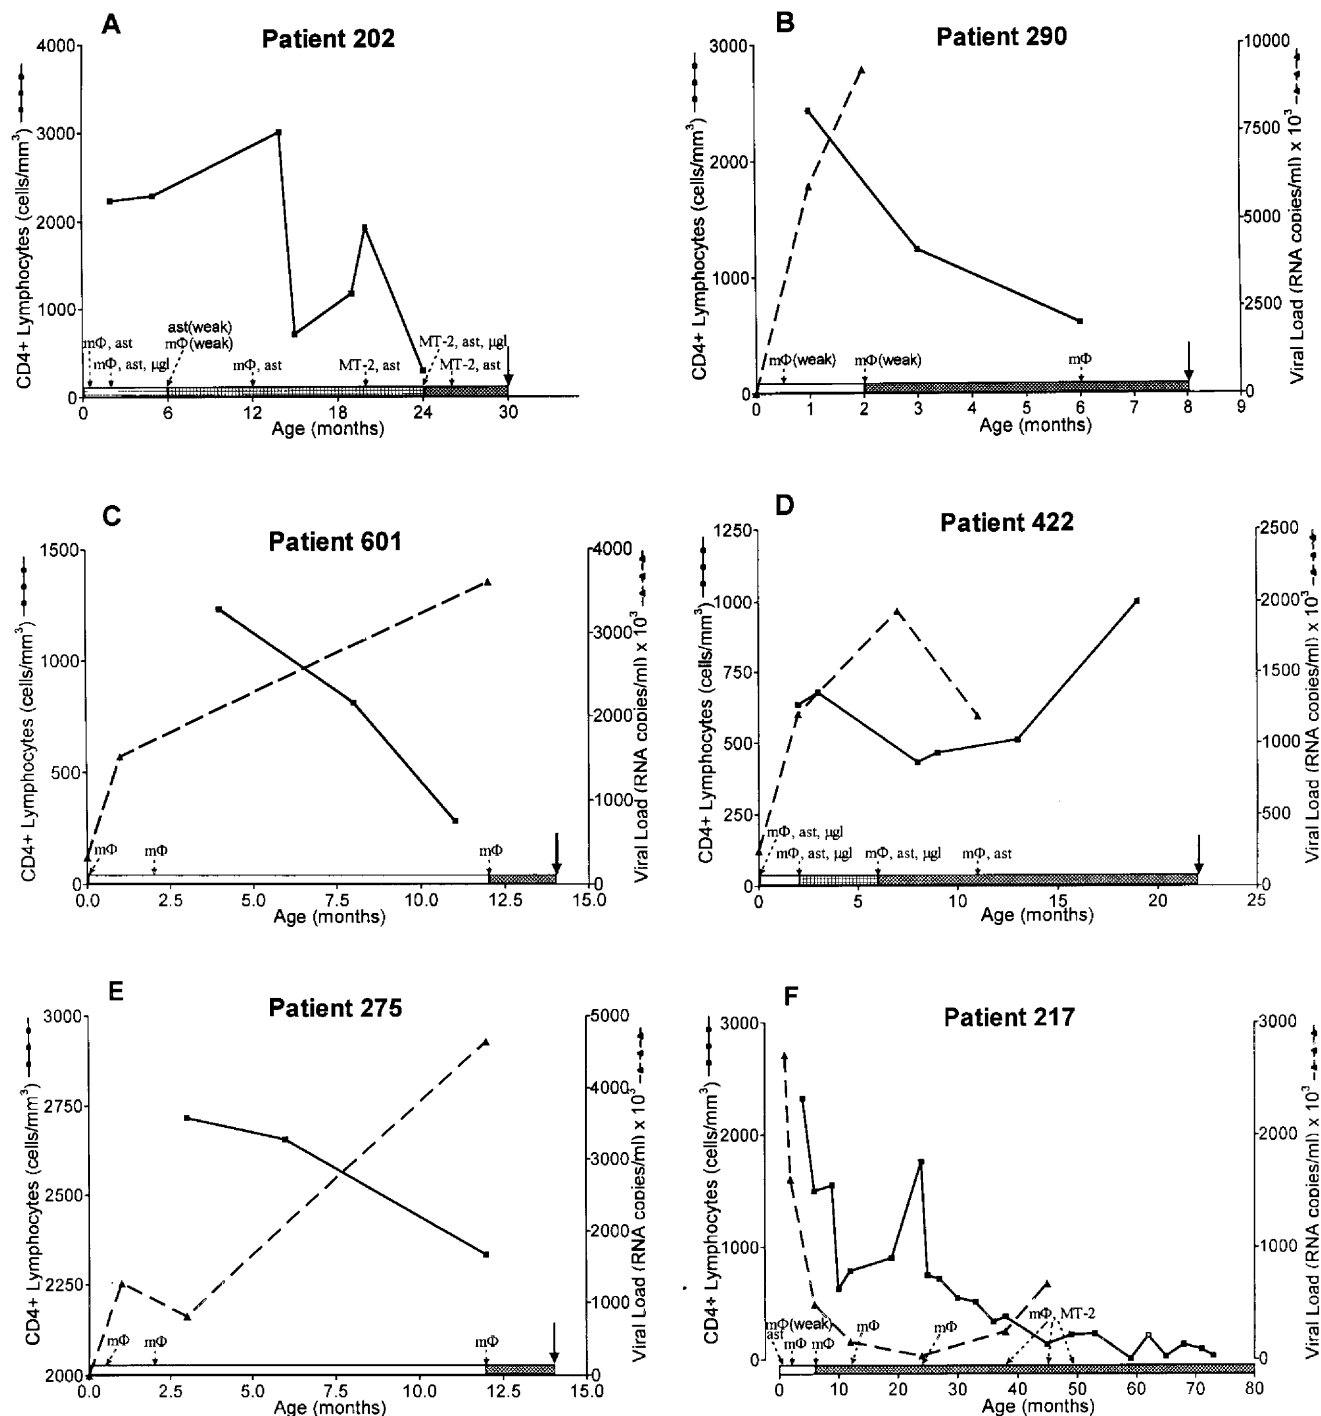 A
Patient 202
CD4+ Lymphocytes (cells/mm³)
4000
3000
2000
1000
0
mΦ, ast
mΦ, ast, µgl
ast(weak)
mΦ(weak)
mΦ, ast
MT-2, ast
MT-2, ast, µgl
MT-2, ast
0 6 12 18 24 30
Age (months)
B
Patient 290
CD4+ Lymphocytes (cells/mm³)
3000
2000
1000
0
Viral Load (RNA copies/ml) x 10³
10000
7500
5000
2500
0
mΦ(weak)
mΦ(weak)
mΦ
0 1 2 3 4 5 6 7 8 9
Age (months)
C
Patient 601
CD4+ Lymphocytes (cells/mm³)
1500
1000
500
0
Viral Load (RNA copies/ml) x 10³
4000
3000
2000
1000
0
mΦ
mΦ
mΦ
0.0 2.5 5.0 7.5 10.0 12.5 15.0
Age (months)
D
Patient 422
CD4+ Lymphocytes (cells/mm³)
1250
1000
750
500
250
0
Viral Load (RNA copies/ml) x 10³
2500
2000
1500
1000
500
0
mΦ, ast, µgl
mΦ, ast, µgl
mΦ, ast, µgl
mΦ, ast
0 5 10 15 20 25
Age (months)
E
Patient 275
CD4+ Lymphocytes (cells/mm³)
3000
2750
2500
2250
2000
Viral Load (RNA copies/ml) x 10³
5000
4000
3000
2000
1000
0
mΦ
mΦ
mΦ
0.0 2.5 5.0 7.5 10.0 12.5 15.0
Age (months)
F
Patient 217
CD4+ Lymphocytes (cells/mm³)
3000
2000
1000
0
Viral Load (RNA copies/ml) x 10³
3000
2000
1000
0
mΦ(weak)
ast
mΦ
mΦ
mΦ
mΦ
mΦ, MT-2
0 10 20 30 40 50 60 70 80
Age (months)